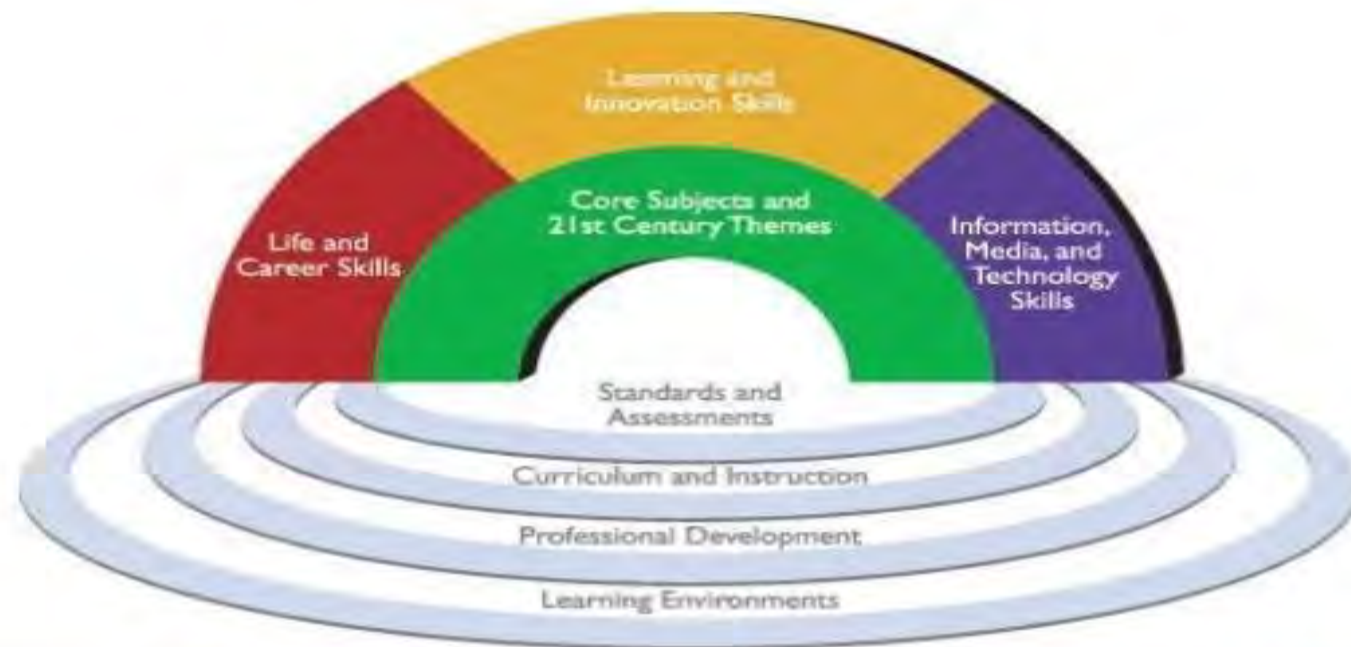 Learning and
Innovation Skills
Core Subjects and
21st Century Themes
Life and
Career Skills
Information,
Media, and
Technology
Skills
Standards and
Assessments
Curriculum and Instruction
Professional Development
Learning Environments